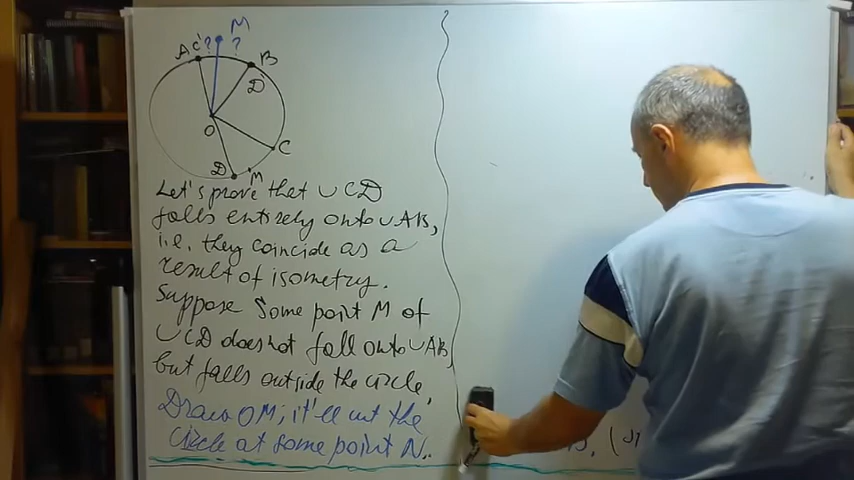 M
A C' ? ? B
D
O
C
D M
Let's prove that ∪CD
falls entirely onto ∪AB,
i.e. they coincide as a
result of isometry.
Suppose some point M of
∪CD does not fall onto ∪AB,
but falls outside the circle,
Draw OM, it'll cut the
circle at some point N.